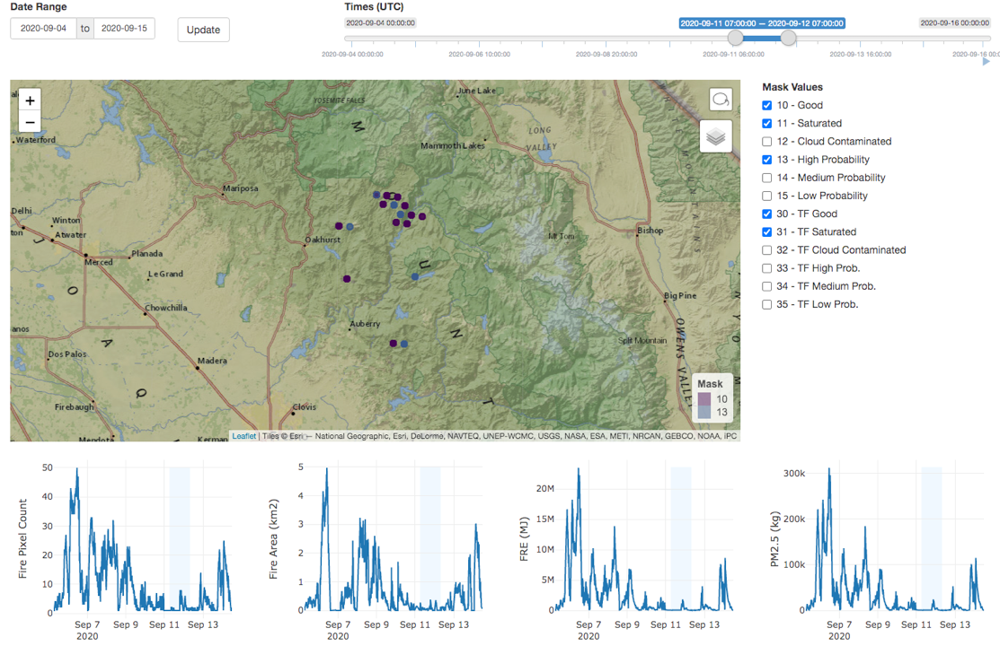 Date Range
2020-09-04 to 2020-09-15
Update
Times (UTC)
2020-09-04 00:00:00
2020-09-11 07:00:00 — 2020-09-12 07:00:00
2020-09-16 00:00:00
2020-09-04 00:00:00
2020-09-06 10:00:00
2020-09-08 20:00:00
2020-09-11 06:00:00
2020-09-13 16:00:00
2020-09-16 00:0
+
−
YOSEMITE FALLS
June Lake
LONG VALLEY
Mammoth Lakes
Waterford
M
Mariposa
Delhi
Winton
Atwater
Planada
Merced
Le Grand
Oakhurst
Mt Tom
Bishop
J
O
U
Chowchilla
Big Pine
Auberry
anos
A
N
Split Mountain
OWENS VALLEY
Dos Palos
Madera
Q
Firebaugh
Clovis
T
Mendota
Kerman
Mask
10
13
Leaflet | Tiles © Esri — National Geographic, Esri, DeLorme, NAVTEQ, UNEP-WCMC, USGS, NASA, ESA, METI, NRCAN, GEBCO, NOAA, iPC
Mask Values
10 - Good
11 - Saturated
12 - Cloud Contaminated
13 - High Probability
14 - Medium Probability
15 - Low Probability
30 - TF Good
31 - TF Saturated
32 - TF Cloud Contaminated
33 - TF High Prob.
34 - TF Medium Prob.
35 - TF Low Prob.
Fire Pixel Count
50
40
30
20
10
0
Sep 7
2020
Sep 9
Sep 11
Sep 13
Fire Area (km2)
5
4
3
2
1
0
Sep 7
2020
Sep 9
Sep 11
Sep 13
FRE (MJ)
20M
15M
10M
5M
0
Sep 7
2020
Sep 9
Sep 11
Sep 13
PM2.5 (kg)
300k
200k
100k
0
Sep 7
2020
Sep 9
Sep 11
Sep 13